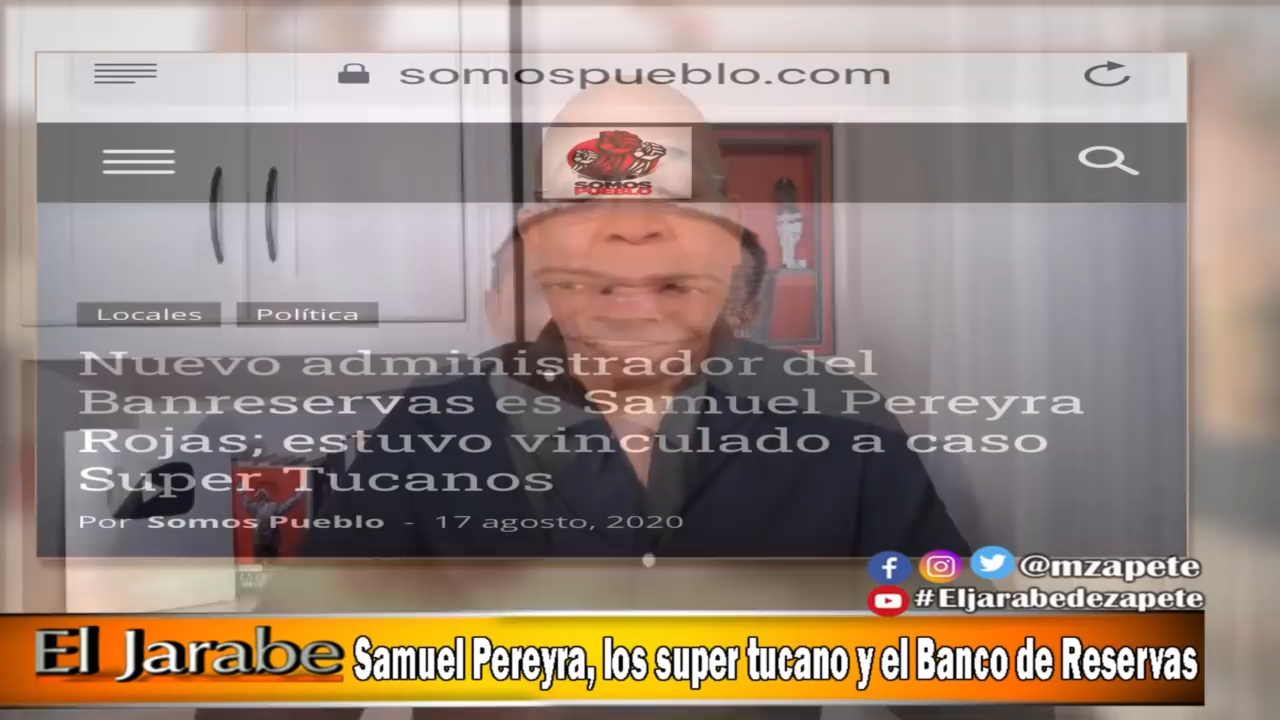 somospueblo.com
SOMOS
PUEBLO
Locales
Política
Nuevo administrador del
Banreservas es Samuel Pereyra
Rojas; estuvo vinculado a caso
Super Tucanos
Por Somos Pueblo - 17 agosto, 2020
@mzapete
#Eljarabedezapete
El Jarabe
Samuel Pereyra, los super tucano y el Banco de Reservas